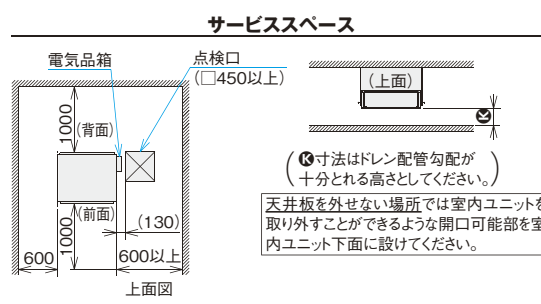 サービススペース
電気品箱
点検口
(□450以上)
1000
(背面)
(前面)
1000
(130)
600
600以上
上面図
(上面)
K
(K寸法はドレン配管勾配が
十分とれる高さとしてください。)
天井板を外せない場所では室内ユニットを
取り外すことができるような開口可能部を室
内ユニット下面に設けてください。